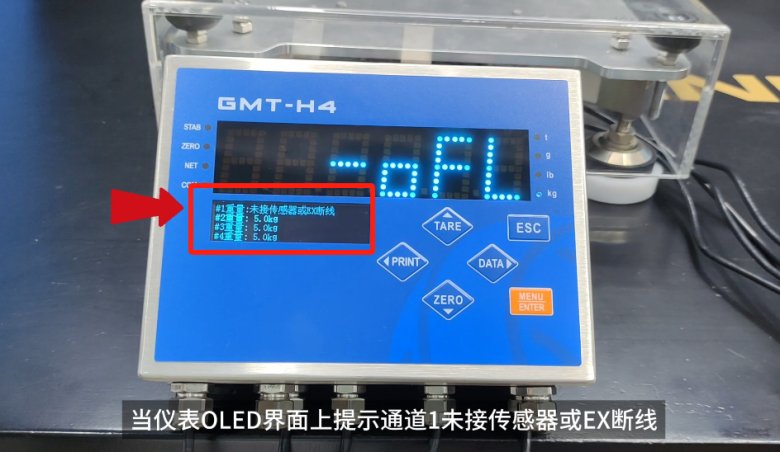 GMT-H4
STAB
ZERO
NET
-oFL
t
g
lb
kg
#1重量:未接传感器或EX断线
#2重量: 5.0kg
#3重量: 5.0kg
#4重量: 5.0kg
TARE
ESC
PRINT
DATA
ZERO
MENU
ENTER
当仪表OLED界面上提示通道1未接传感器或EX断线